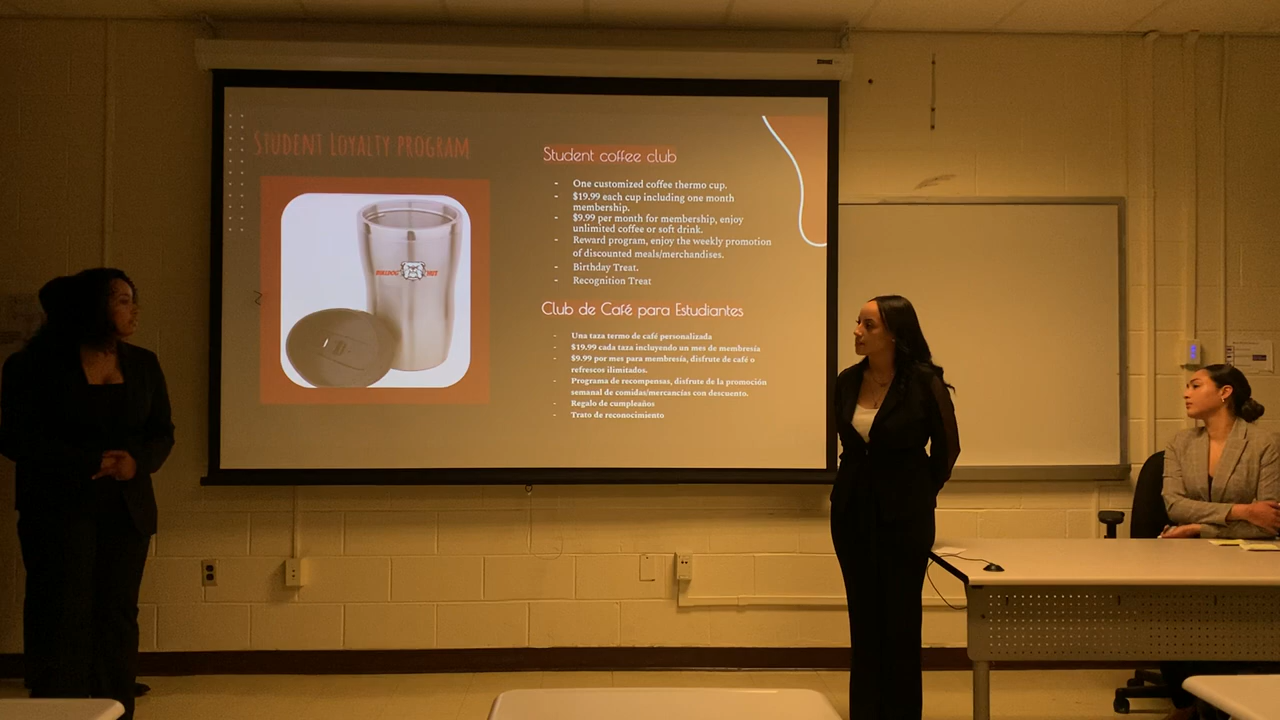 STUDENT LOYALTY PROGRAM
BULLDOG
Student coffee club
- One customized coffee thermo cup.
- $19.99 each cup including one month
membership.
- $9.99 per month for membership, enjoy
unlimited coffee or soft drink.
- Reward program, enjoy the weekly promotion
of discounted meals/merchandises.
- Birthday Treat.
- Recognition Treat
Club de Café para Estudiantes
- Una taza termo de café personalizada
- $19.99 cada taza incluyendo un mes de membresía
- $9.99 por mes para membresía, disfrute de café o
refrescos ilimitados.
- Programa de recompensas, disfrute de la promoción
semanal de comidas/mercancías con descuento.
- Regalo de cumpleaños
- Trato de reconocimiento